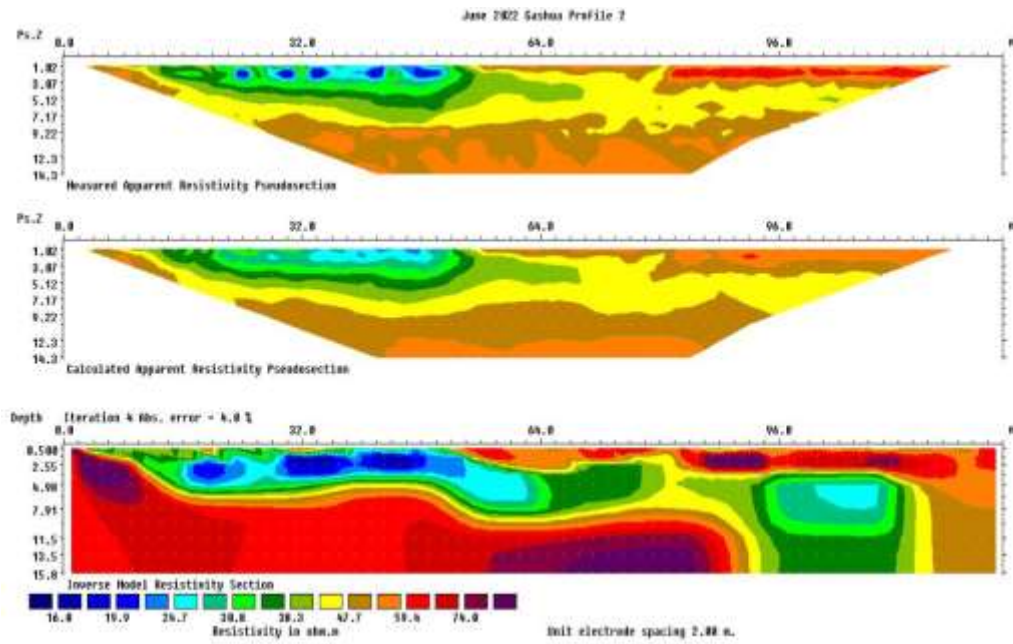 June 2022 Gashua Profile 2
Ps.Z 0.0 32.0 64.0 96.0 m
1.02
3.07
5.12
7.17
9.22
12.3
14.3
Measured Apparent Resistivity Pseudosection
Ps.Z 0.0 32.0 64.0 96.0 m
1.02
3.07
5.12
7.17
9.22
12.3
14.3
Calculated Apparent Resistivity Pseudosection
Depth Iteration 4 Abs. error = 4.0 %
0.0 32.0 64.0 96.0 m
0.500
2.55
4.98
7.91
11.5
13.5
15.8
Inverse Model Resistivity Section
16.0 19.9 24.7 30.8 38.3 47.7 59.4 74.0
Resistivity in ohm.m Unit electrode spacing 2.00 m.